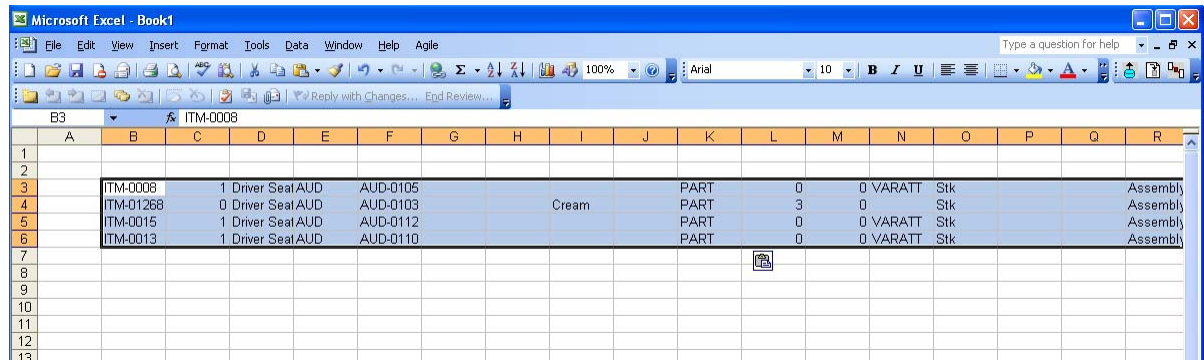 Microsoft Excel - Book1
File Edit View Insert Format Tools Data Window Help Agile Type a question for help
100% Arial 10 B I U
Reply with Changes... End Review...
B3 fx ITM-0008
A B C D E F G H I J K L M N O P Q R
1
2
3 ITM-0008 1 Driver Seat AUD AUD-0105 PART 0 0 VARATT Stk Assembly
4 ITM-01268 0 Driver Seat AUD AUD-0103 Cream PART 3 0 Stk Assembly
5 ITM-0015 1 Driver Seat AUD AUD-0112 PART 0 0 VARATT Stk Assembly
6 ITM-0013 1 Driver Seat AUD AUD-0110 PART 0 0 VARATT Stk Assembly
7
8
9
10
11
12
13